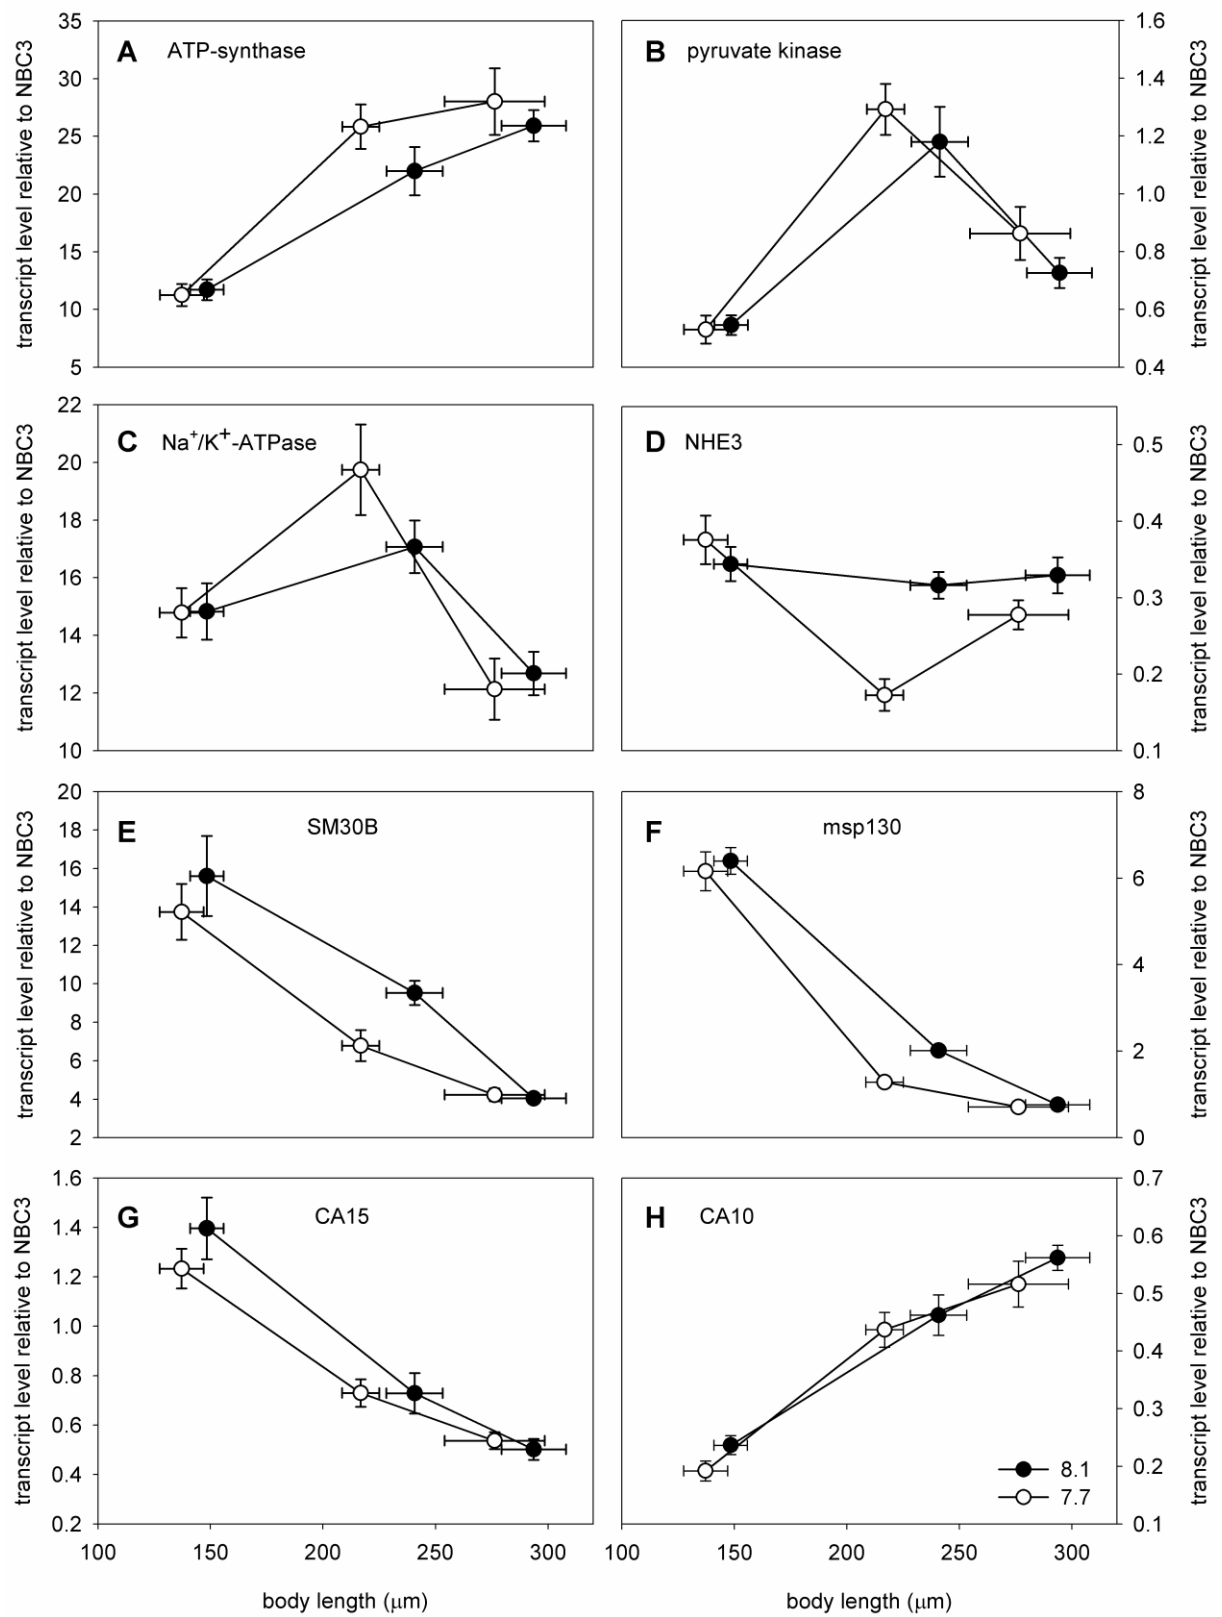 A ATP-synthase
transcript level relative to NBC3
35
30
25
20
15
10
5
B pyruvate kinase
1.6
1.4
1.2
1.0
0.8
0.6
0.4
transcript level relative to NBC3
C Na+/K+-ATPase
transcript level relative to NBC3
22
20
18
16
14
12
10
D NHE3
0.5
0.4
0.3
0.2
0.1
transcript level relative to NBC3
E SM30B
transcript level relative to NBC3
20
18
16
14
12
10
8
6
4
2
F msp130
8
6
4
2
0
transcript level relative to NBC3
G CA15
transcript level relative to NBC3
1.6
1.4
1.2
1.0
0.8
0.6
0.4
0.2
100 150 200 250 300
body length (μm)
H CA10
0.7
0.6
0.5
0.4
0.3
0.2
0.1
transcript level relative to NBC3
8.1
7.7
100 150 200 250 300
body length (μm)